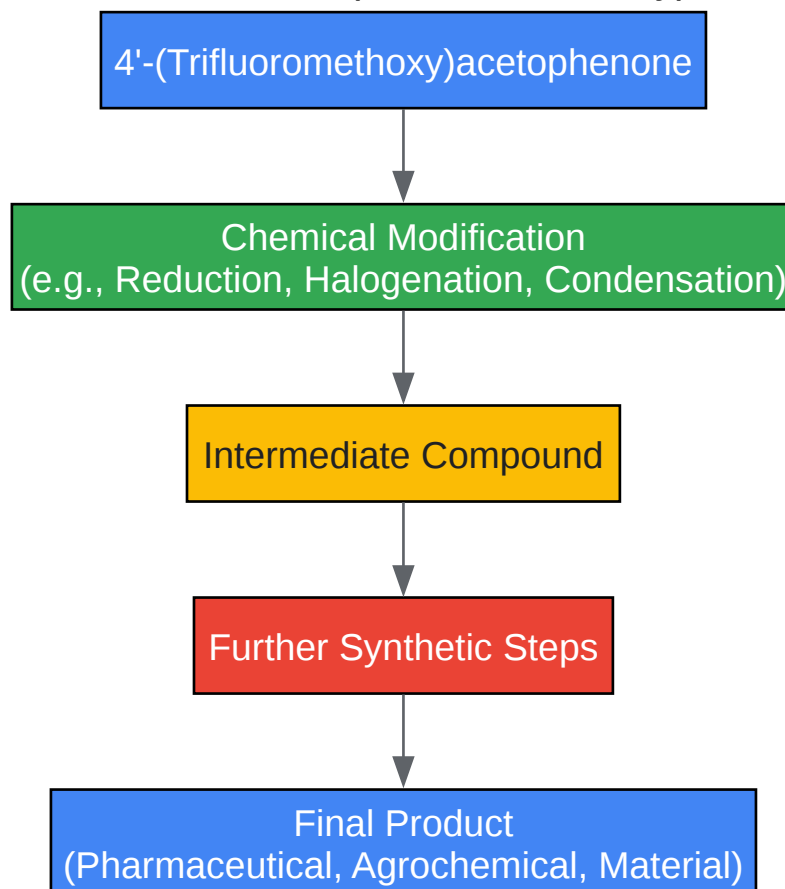 4'-(Trifluoromethoxy)acetophenone
Chemical Modification
(e.g., Reduction, Halogenation, Condensation)
Intermediate Compound
Further Synthetic Steps
Final Product
(Pharmaceutical, Agrochemical, Material)